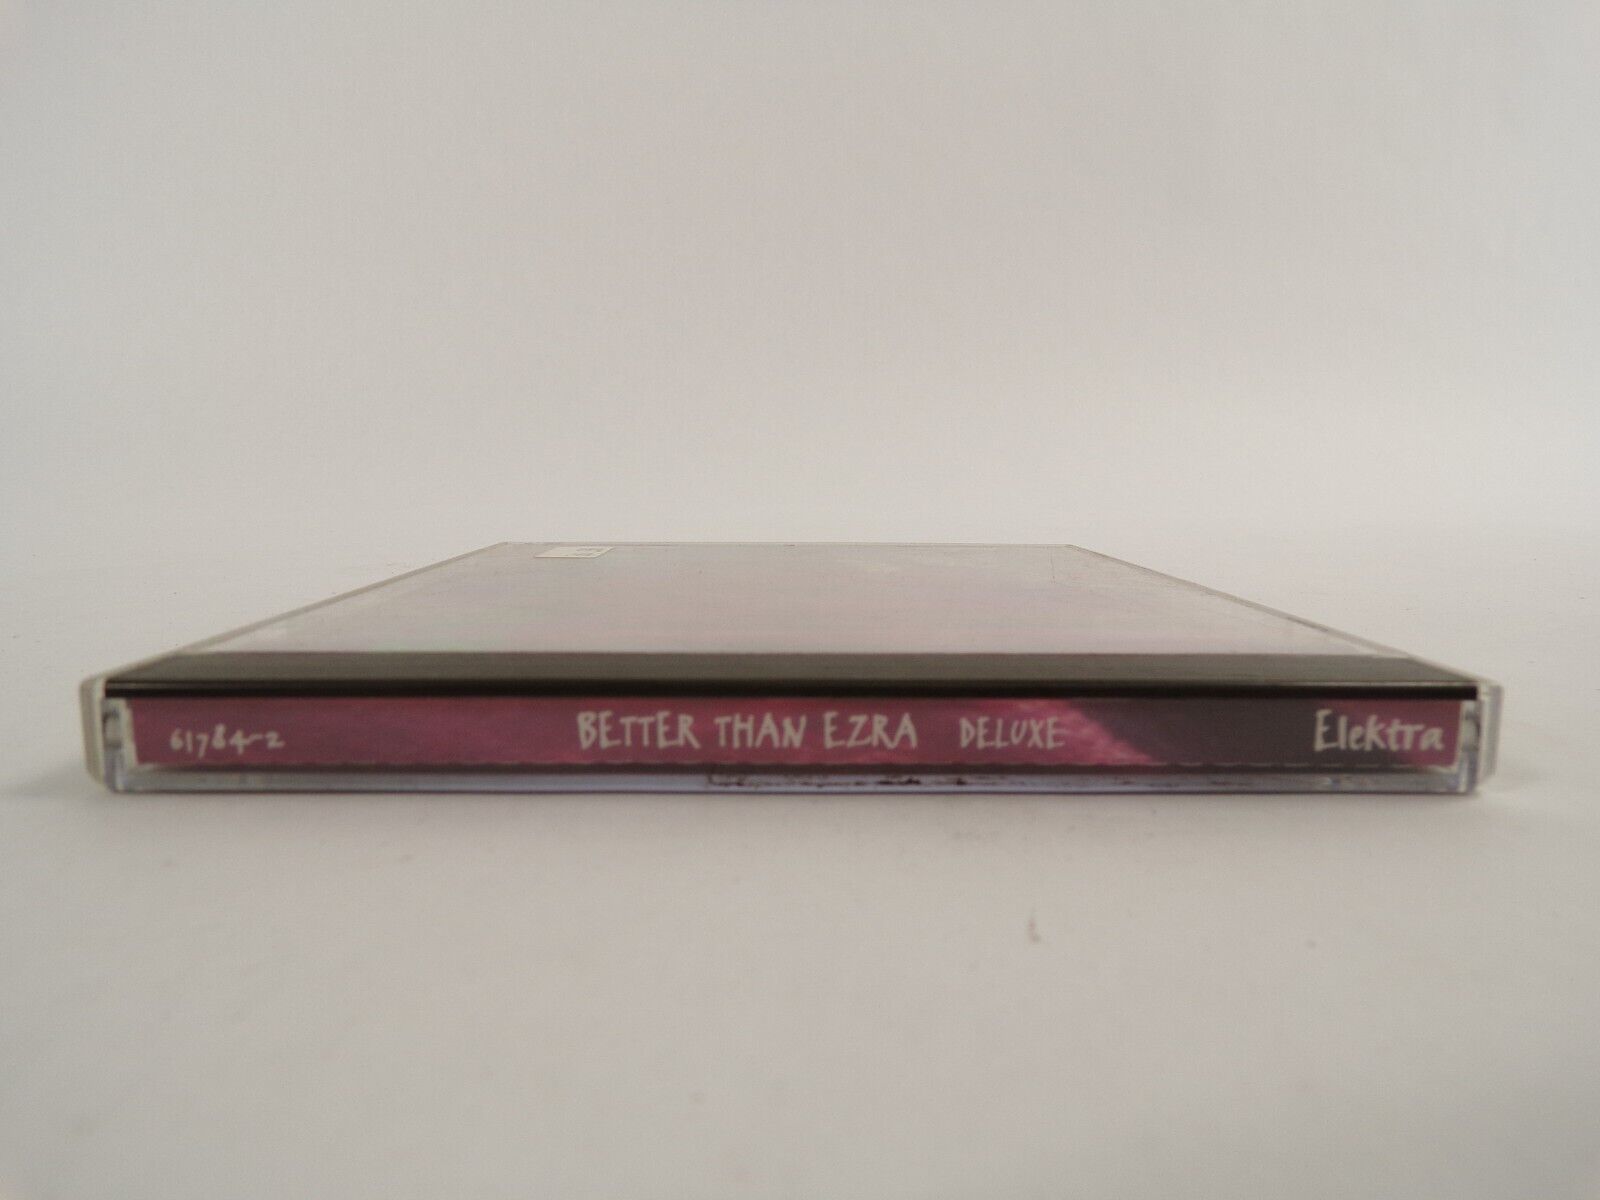 61784-2 BETTER THAN EZRA DELUXE Elektra